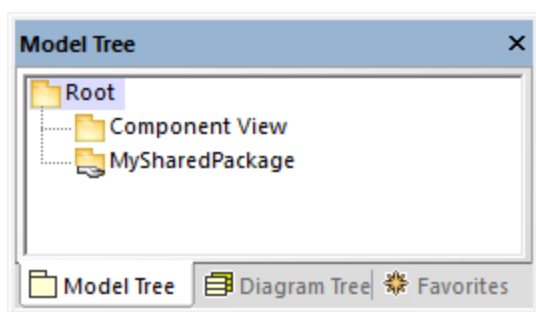 Model Tree
Root
Component View
MySharedPackage
Model Tree Diagram Tree Favorites